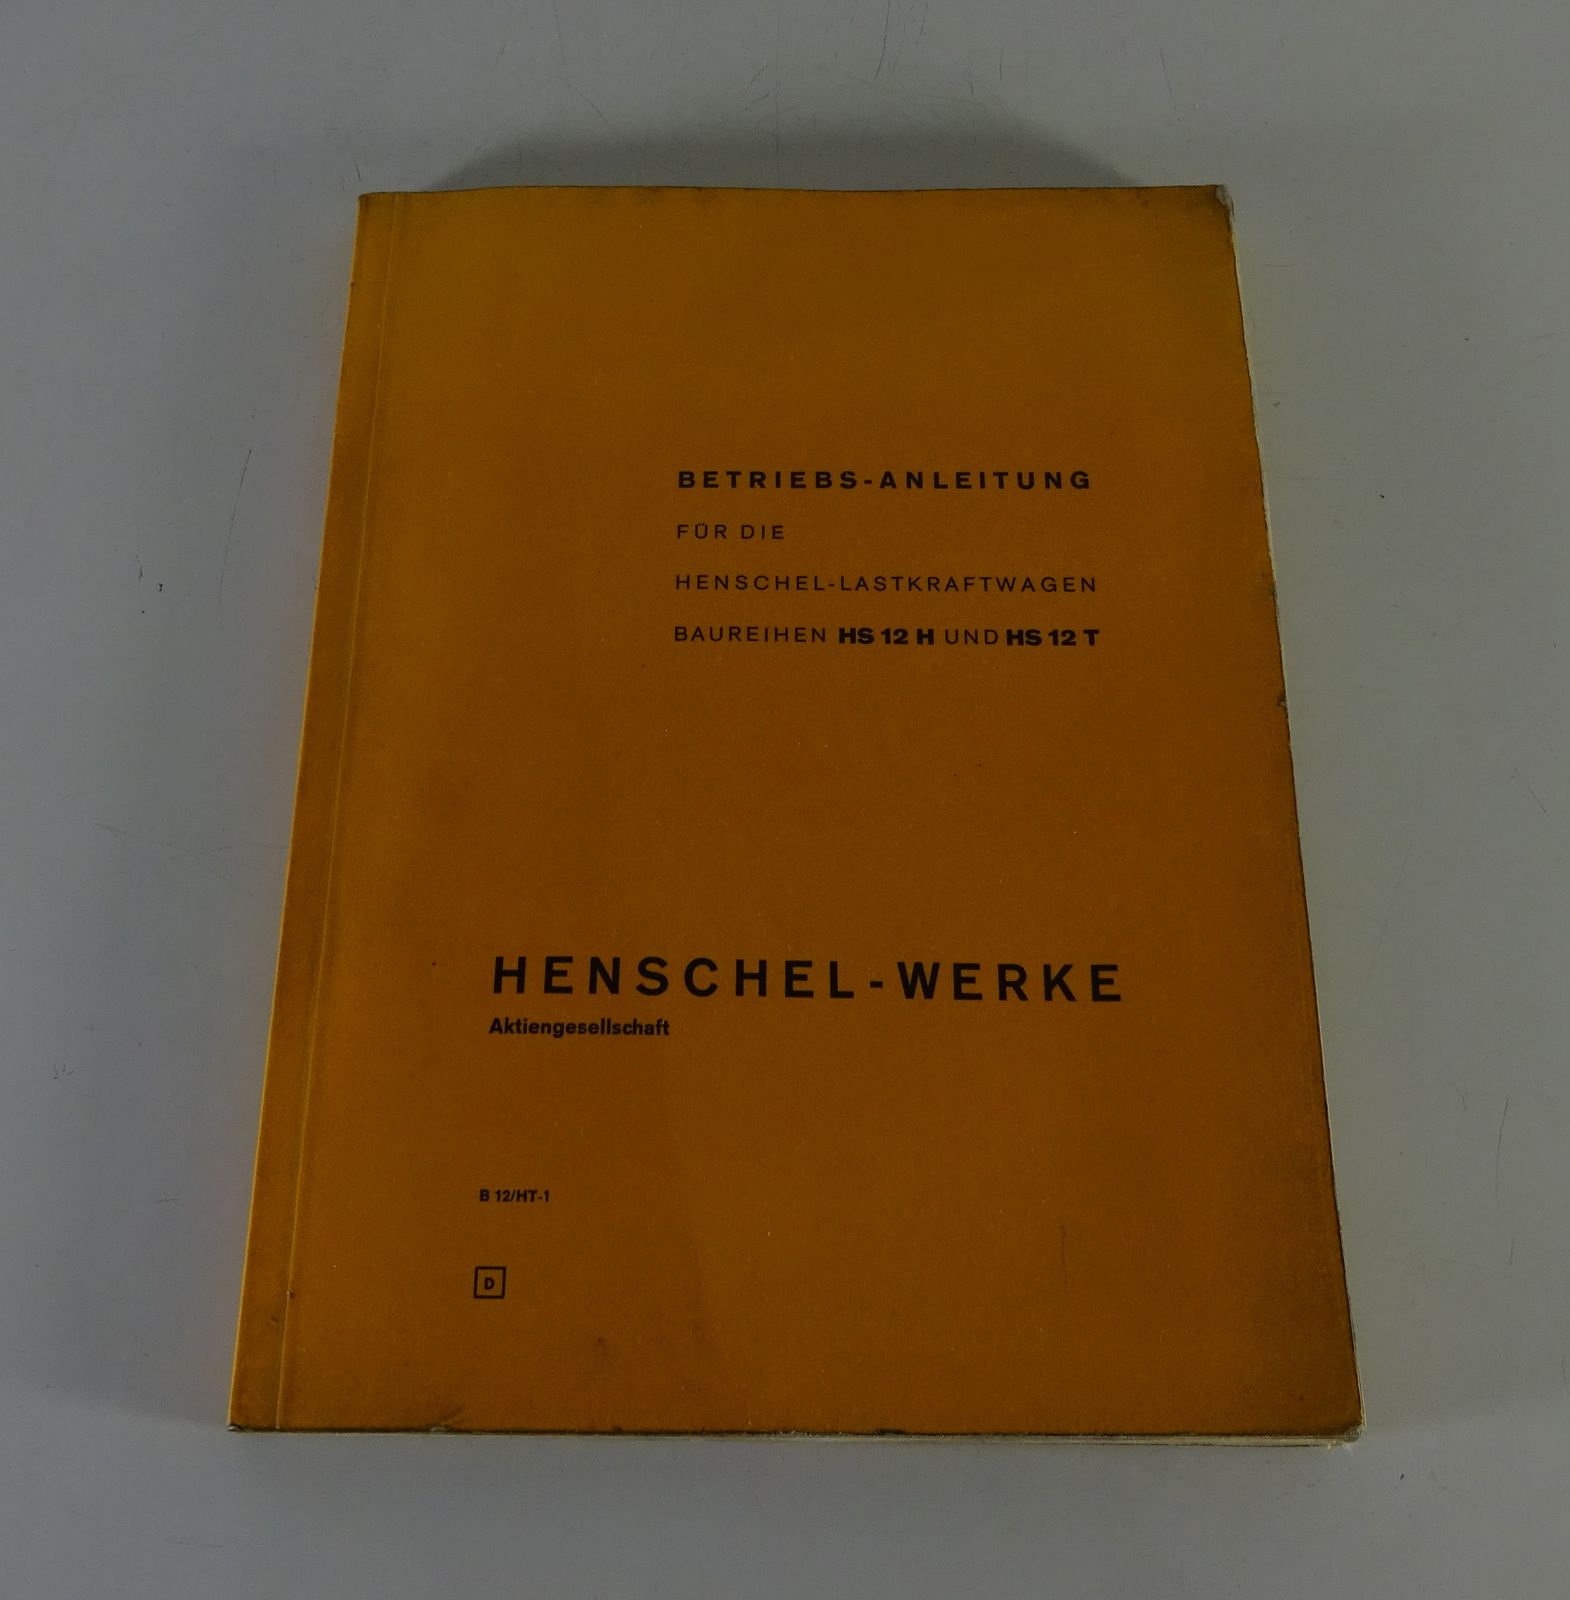 BETRIEBS-ANLEITUNG
FÜR DIE
HENSCHEL-LASTKRAFTWAGEN
BAUREIHEN HS 12 H UND HS 12 T
HENSCHEL-WERKE
Aktiengesellschaft
B 12/HT-1
D